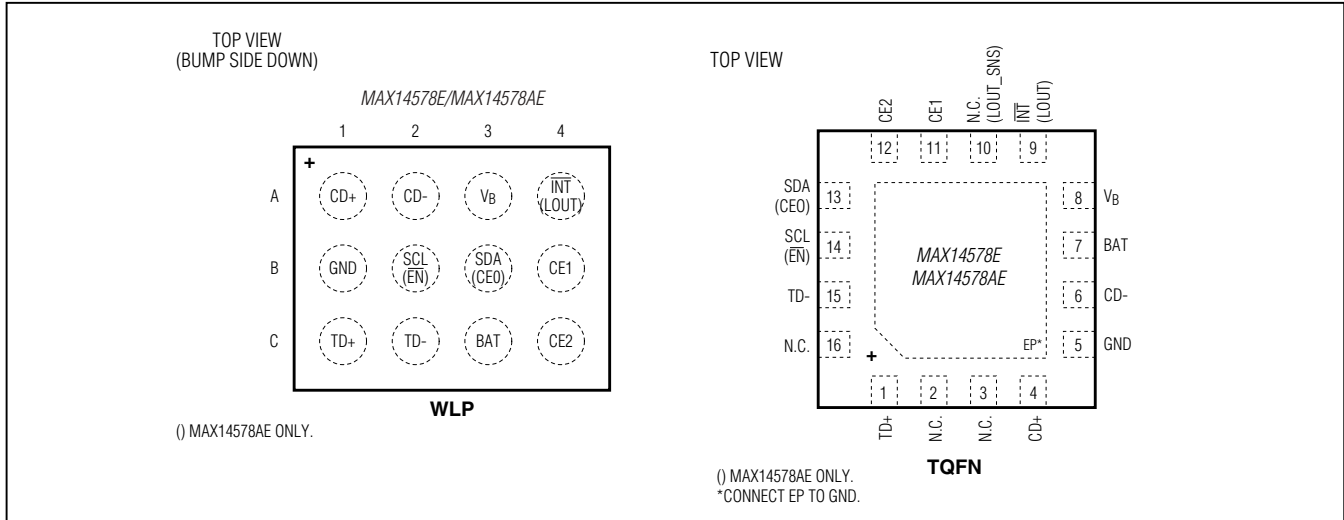 TOP VIEW
(BUMP SIDE DOWN)
MAX14578E/MAX14578AE
1 2 3 4
+
A CD+ CD- VB INT
(LOUT)
B GND SCL
(EN) SDA
(CE0) CE1
C TD+ TD- BAT CE2
WLP
() MAX14578AE ONLY.
TOP VIEW
CE2 CE1 N.C.
(LOUT_SNS) INT
(LOUT)
12 11 10 9
SDA
(CE0) 13
SCL
(EN) 14
TD- 15
N.C. 16
MAX14578E
MAX14578AE
8 VB
7 BAT
6 CD-
5 GND
EP*
+
1 2 3 4
TD+ N.C. N.C. CD+
TQFN
() MAX14578AE ONLY.
*CONNECT EP TO GND.